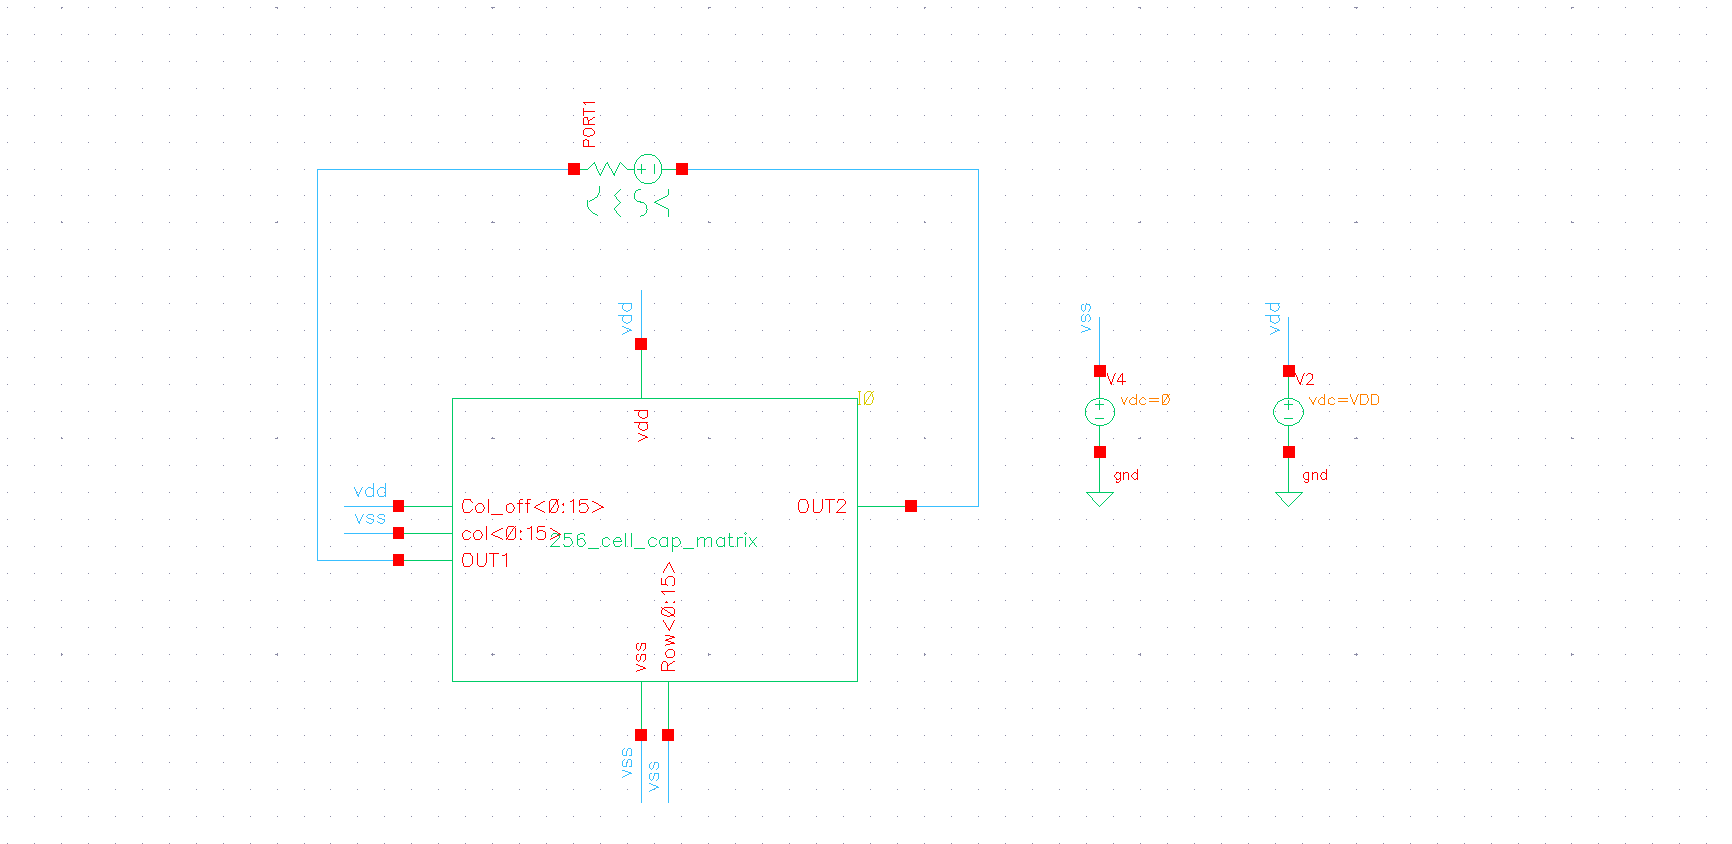 PORT1
vdd
vss
vdd
V4
vdc=0
V2
vdc=VDD
I0
vdd
gnd
gnd
vdd
Col_off<0:15>
OUT2
vss
col<0:15>
256_cell_cap_matrix
OUT1
Row<0:15>
vss
vss
vss